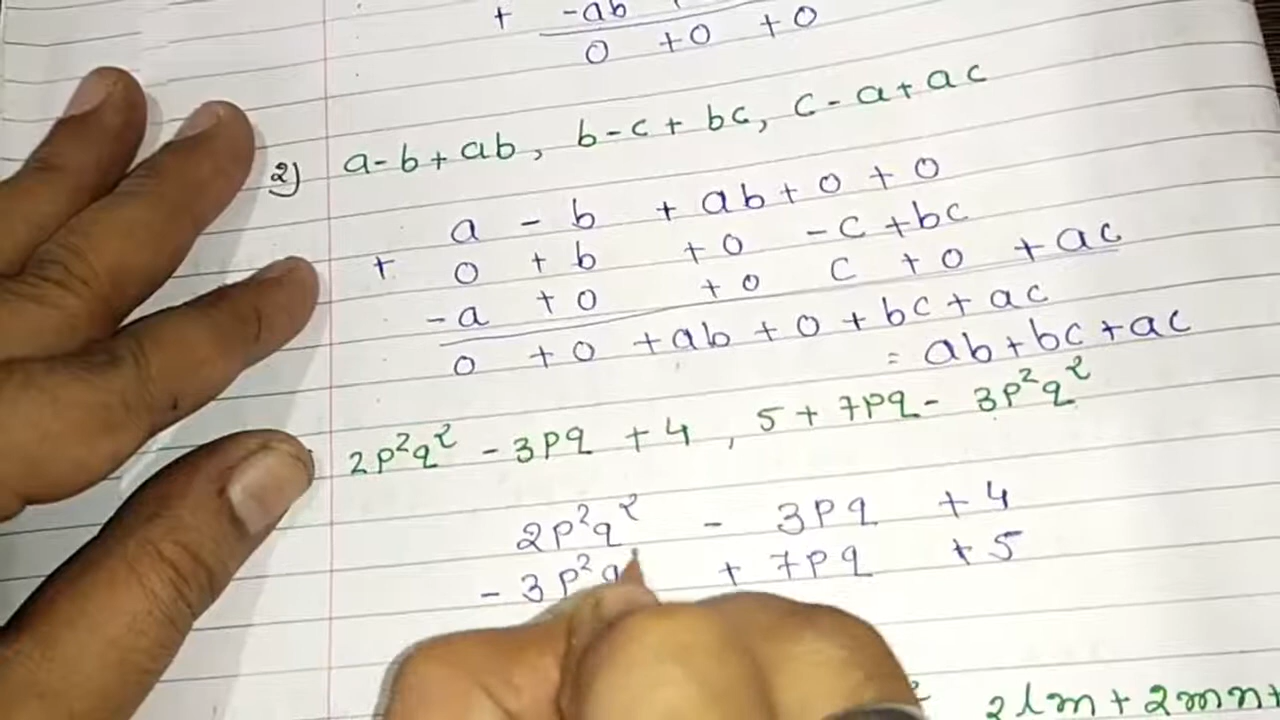 + -ab
0 +0 +0
2) a-b+ab, b-c+bc, c-a+ac
a - b + ab + 0 + 0
+ 0 + b + 0 - c + bc
-a + 0 + 0 c + 0 + ac
0 + 0 + ab + 0 + bc + ac
= ab+bc+ac
2p²q² - 3pq + 4, 5 + 7pq - 3p²q²
2p²q² - 3pq + 4
- 3p²q + 7pq + 5
2lm + 2mn+